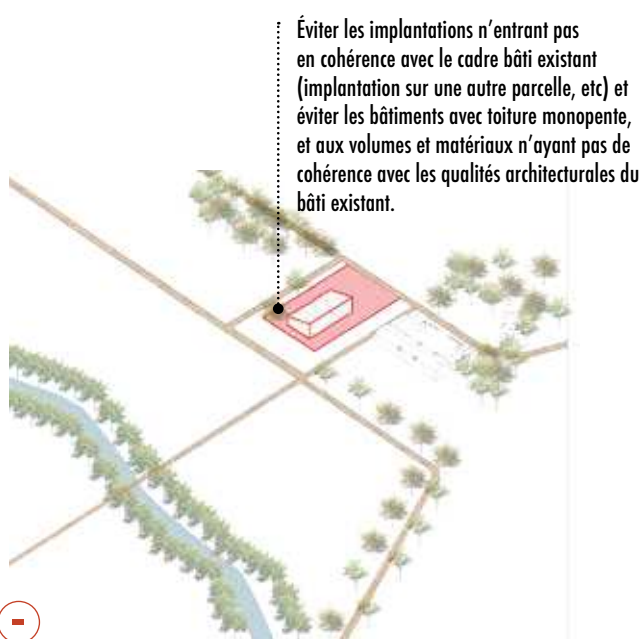 Éviter les implantations n’entrant pas
en cohérence avec le cadre bâti existant
(implantation sur une autre parcelle, etc) et
éviter les bâtiments avec toiture monopente,
et aux volumes et matériaux n’ayant pas de
cohérence avec les qualités architecturales du
bâti existant.
-